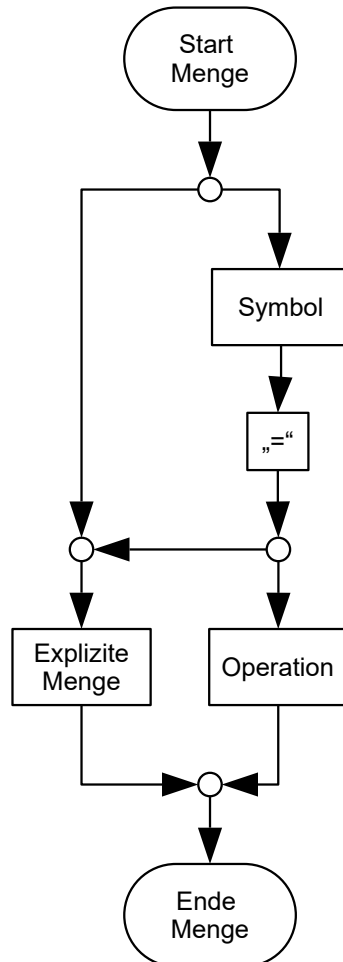 Start
Menge
Symbol
„=“
Explizite
Menge
Operation
Ende
Menge